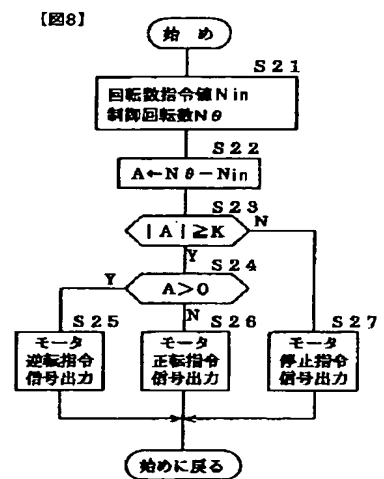 【図8】
始め
S21
回転数指令値Nin
制御回転数Nθ
S22
A←Nθ−Nin
S23
|A|≧K
N
Y
S24
Y
A>0
N
S25
S26
S27
モータ
逆転指令
信号出力
モータ
正転指令
信号出力
モータ
停止指令
信号出力
始めに戻る